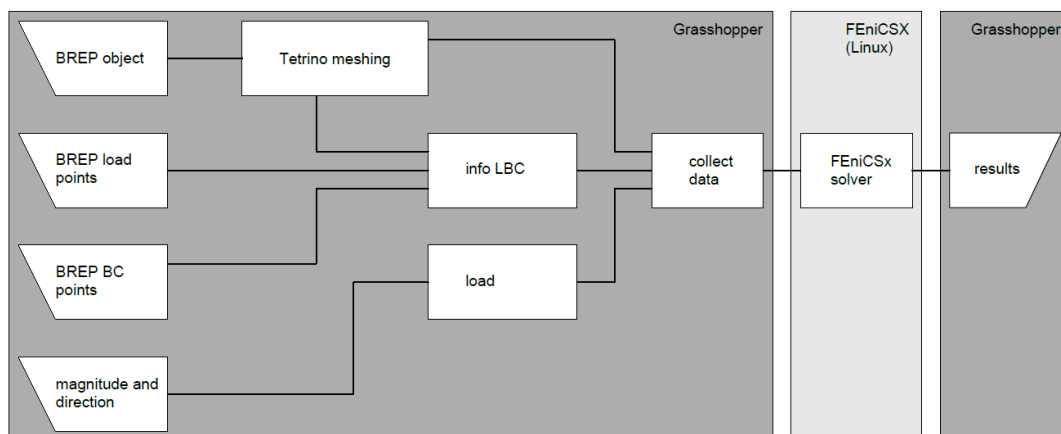 Grasshopper
FEniCSX
(Linux)
Grasshopper
BREP object
Tetrino meshing
BREP load
points
info LBC
collect
data
FEniCSx
solver
results
BREP BC
points
load
magnitude and
direction